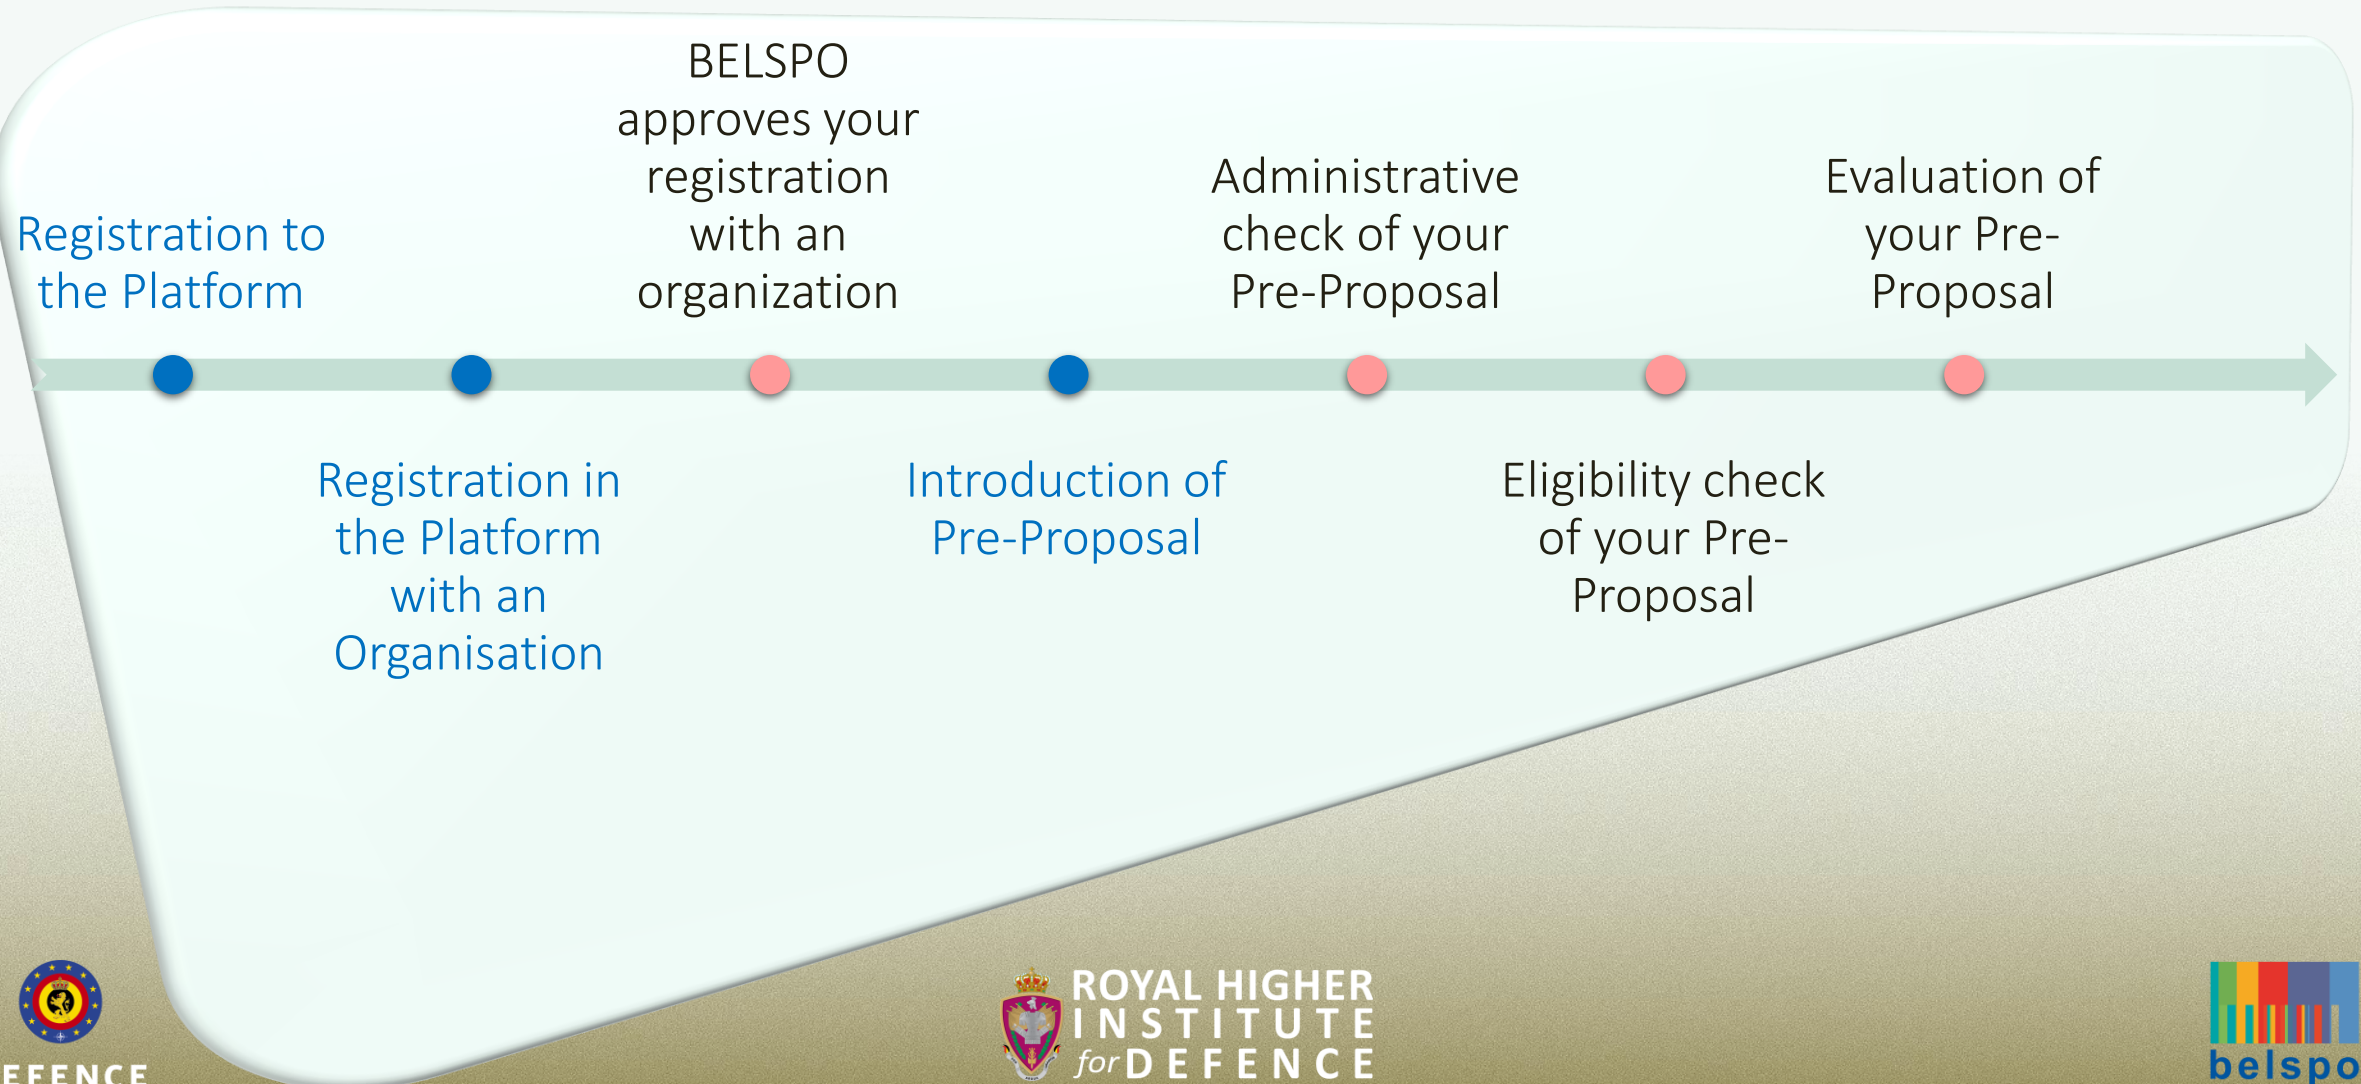 Registration to
the Platform
Registration in
the Platform
with an
Organisation
BELSPO
approves your
registration
with an
organization
Introduction of
Pre-Proposal
Administrative
check of your
Pre-Proposal
Eligibility check
of your Pre-
Proposal
Evaluation of
your Pre-
Proposal
EFENCE
ROYAL HIGHER
INSTITUTE
for DEFENCE
belspo